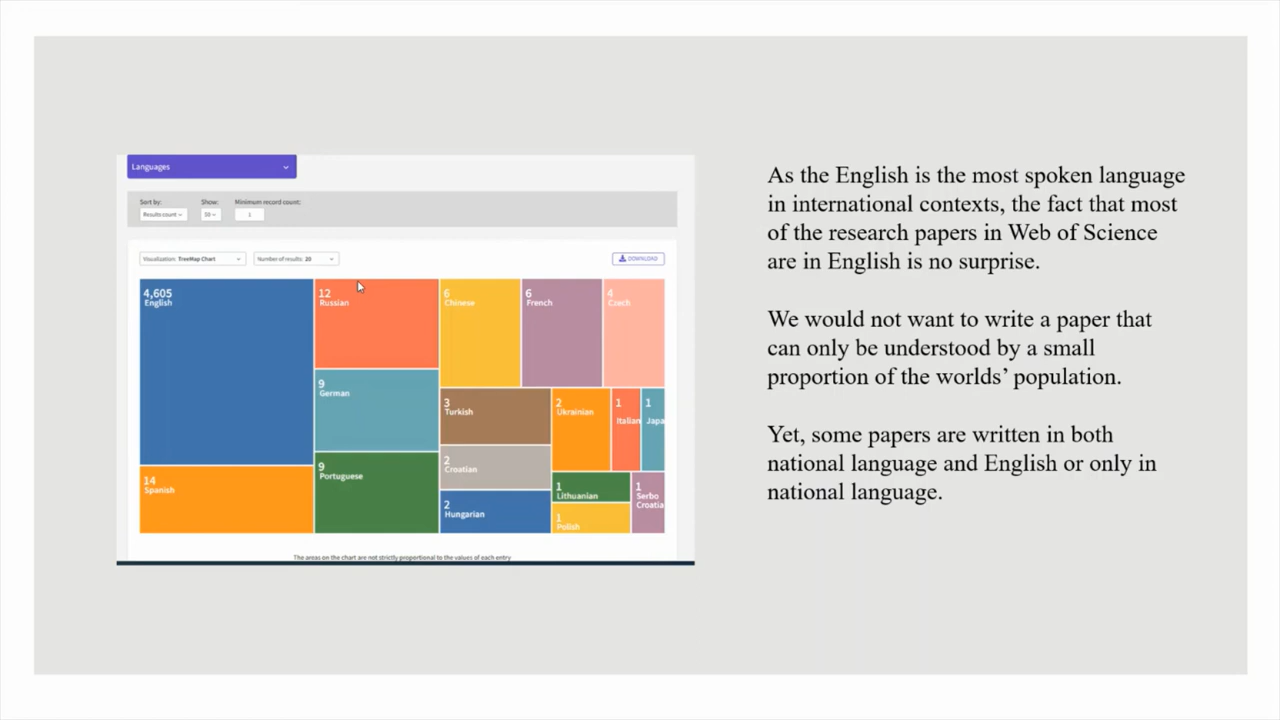 Languages
Sort by:
Show:
Minimum record count:
Results count
50
1
Visualization: TreeMap Chart
Number of results: 20
DOWNLOAD
4,605
English
14
Spanish
12
Russian
9
German
9
Portuguese
6
Chinese
6
French
4
Czech
3
Turkish
2
Croatian
2
Hungarian
2
Ukrainian
1
Italian
1
Japa
1
Lithuanian
1
Polish
1
Serbo
Croatia
The areas on the chart are not strictly proportional to the values of each entry
As the English is the most spoken language
in international contexts, the fact that most
of the research papers in Web of Science
are in English is no surprise.
We would not want to write a paper that
can only be understood by a small
proportion of the worlds’ population.
Yet, some papers are written in both
national language and English or only in
national language.